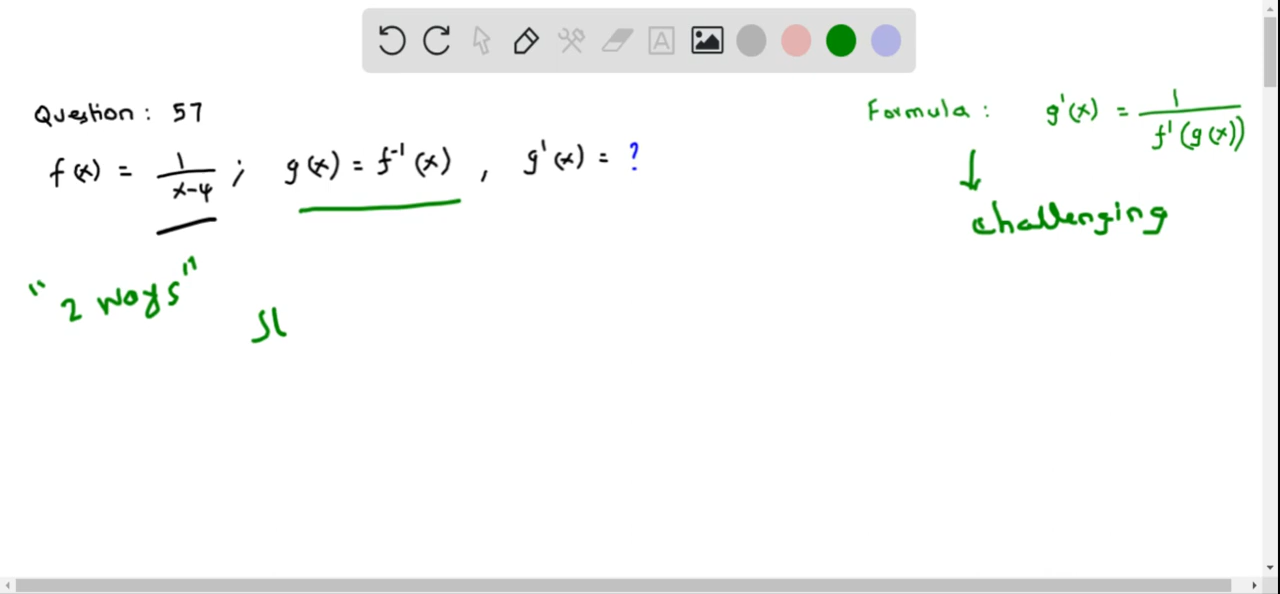 Question : 57
f(x) = 1/(x-4) ; g(x) = f⁻¹(x) , g'(x) = ?
Formula : g'(x) = 1/(f'(g(x)))
↓
challenging
"2 ways"